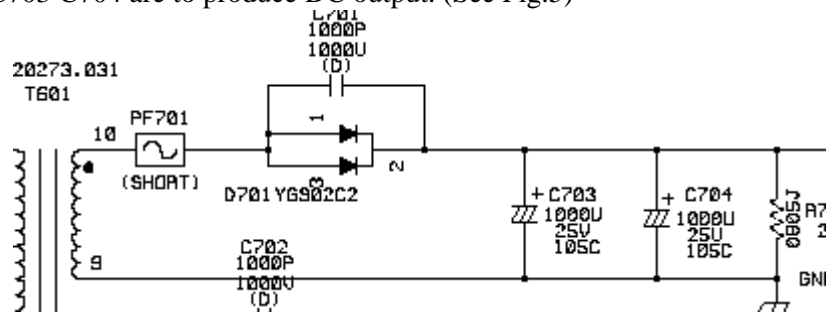 C703 C704 are to produce DC output. (See Fig.3)
C701
1000P
1000V
(D)
20273.031
T601
PF701
10
(SHORT)
1
2
3
D701 YG902C2
+ C703
1000U
25V
105C
+ C704
1000U
25V
105C
0805J
9
C702
1000P
1000V
(D)